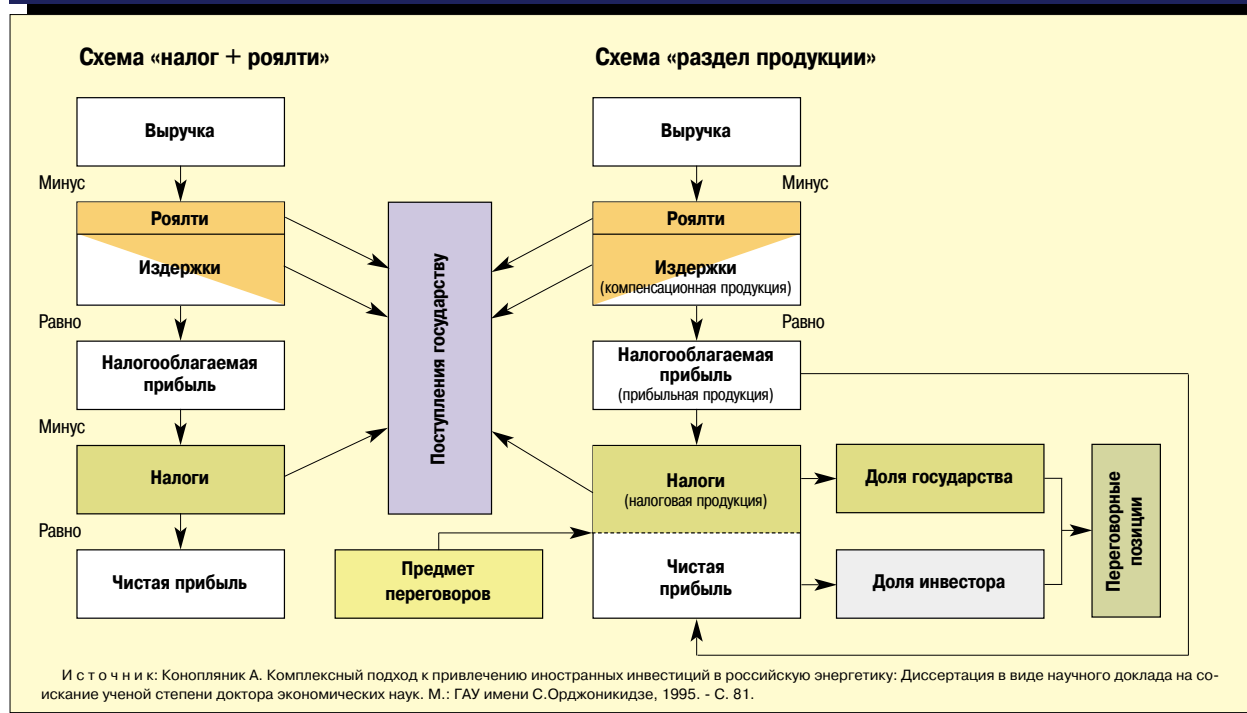 Схема «налог + роялти»
Выручка
Минус
Роялти
Издержки
Равно
Налогооблагаемая
прибыль
Минус
Налоги
Равно
Чистая прибыль
Поступления государству
Предмет
переговоров
Схема «раздел продукции»
Выручка
Минус
Роялти
Издержки
(компенсационная продукция)
Равно
Налогооблагаемая
прибыль
(прибыльная продукция)
Налоги
(налоговая продукция)
Чистая
прибыль
Доля государства
Доля инвестора
Переговорные
позиции
И с т о ч н и к: Конопляник А. Комплексный подход к привлечению иностранных инвестиций в российскую энергетику: Диссертация в виде научного доклада на со-
искание ученой степени доктора экономических наук. М.: ГАУ имени С.Орджоникидзе, 1995. - С. 81.